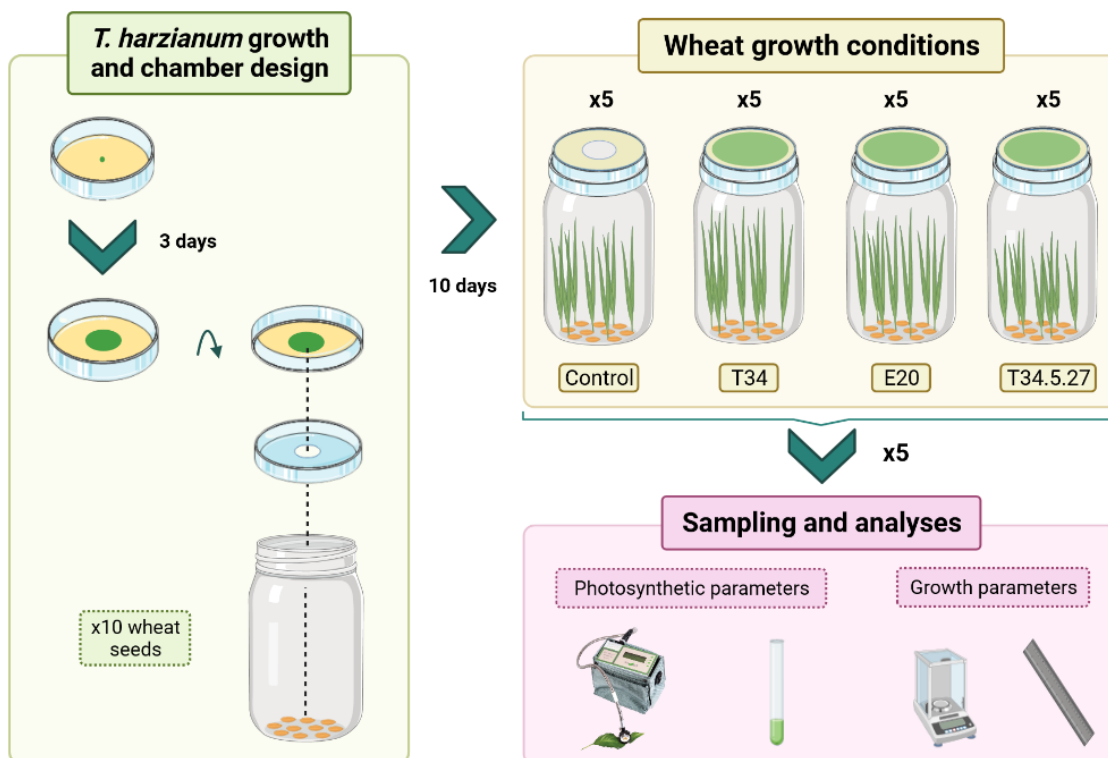 T. harzianum growth
and chamber design
3 days
x10 wheat
seeds
10 days
Wheat growth conditions
x5
x5
x5
x5
Control
T34
E20
T34.5.27
x5
Sampling and analyses
Photosynthetic parameters
Growth parameters